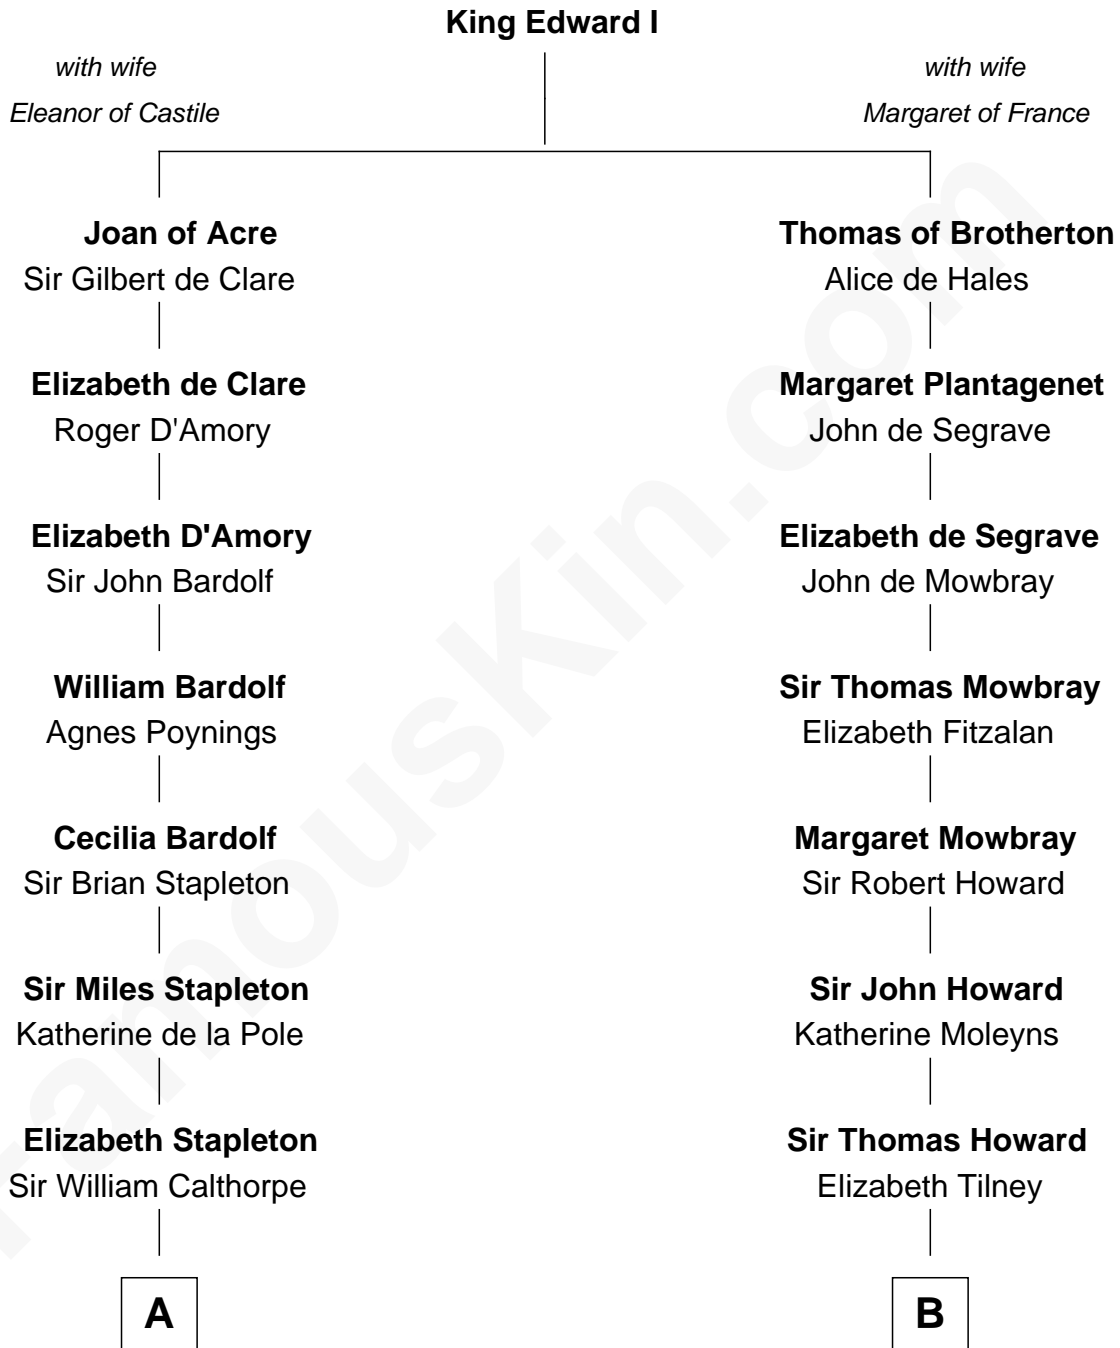 King Edward I
with wife
Eleanor of Castile
with wife
Margaret of France
Joan of Acre
Sir Gilbert de Clare
Thomas of Brotherton
Alice de Hales
Elizabeth de Clare
Roger D'Amory
Margaret Plantagenet
John de Segrave
Elizabeth D'Amory
Sir John Bardolf
Elizabeth de Segrave
John de Mowbray
William Bardolf
Agnes Poynings
Sir Thomas Mowbray
Elizabeth Fitzalan
Cecilia Bardolf
Sir Brian Stapleton
Margaret Mowbray
Sir Robert Howard
Sir Miles Stapleton
Katherine de la Pole
Sir John Howard
Katherine Moleyns
Elizabeth Stapleton
Sir William Calthorpe
Sir Thomas Howard
Elizabeth Tilney
A
B
FamousKin.com